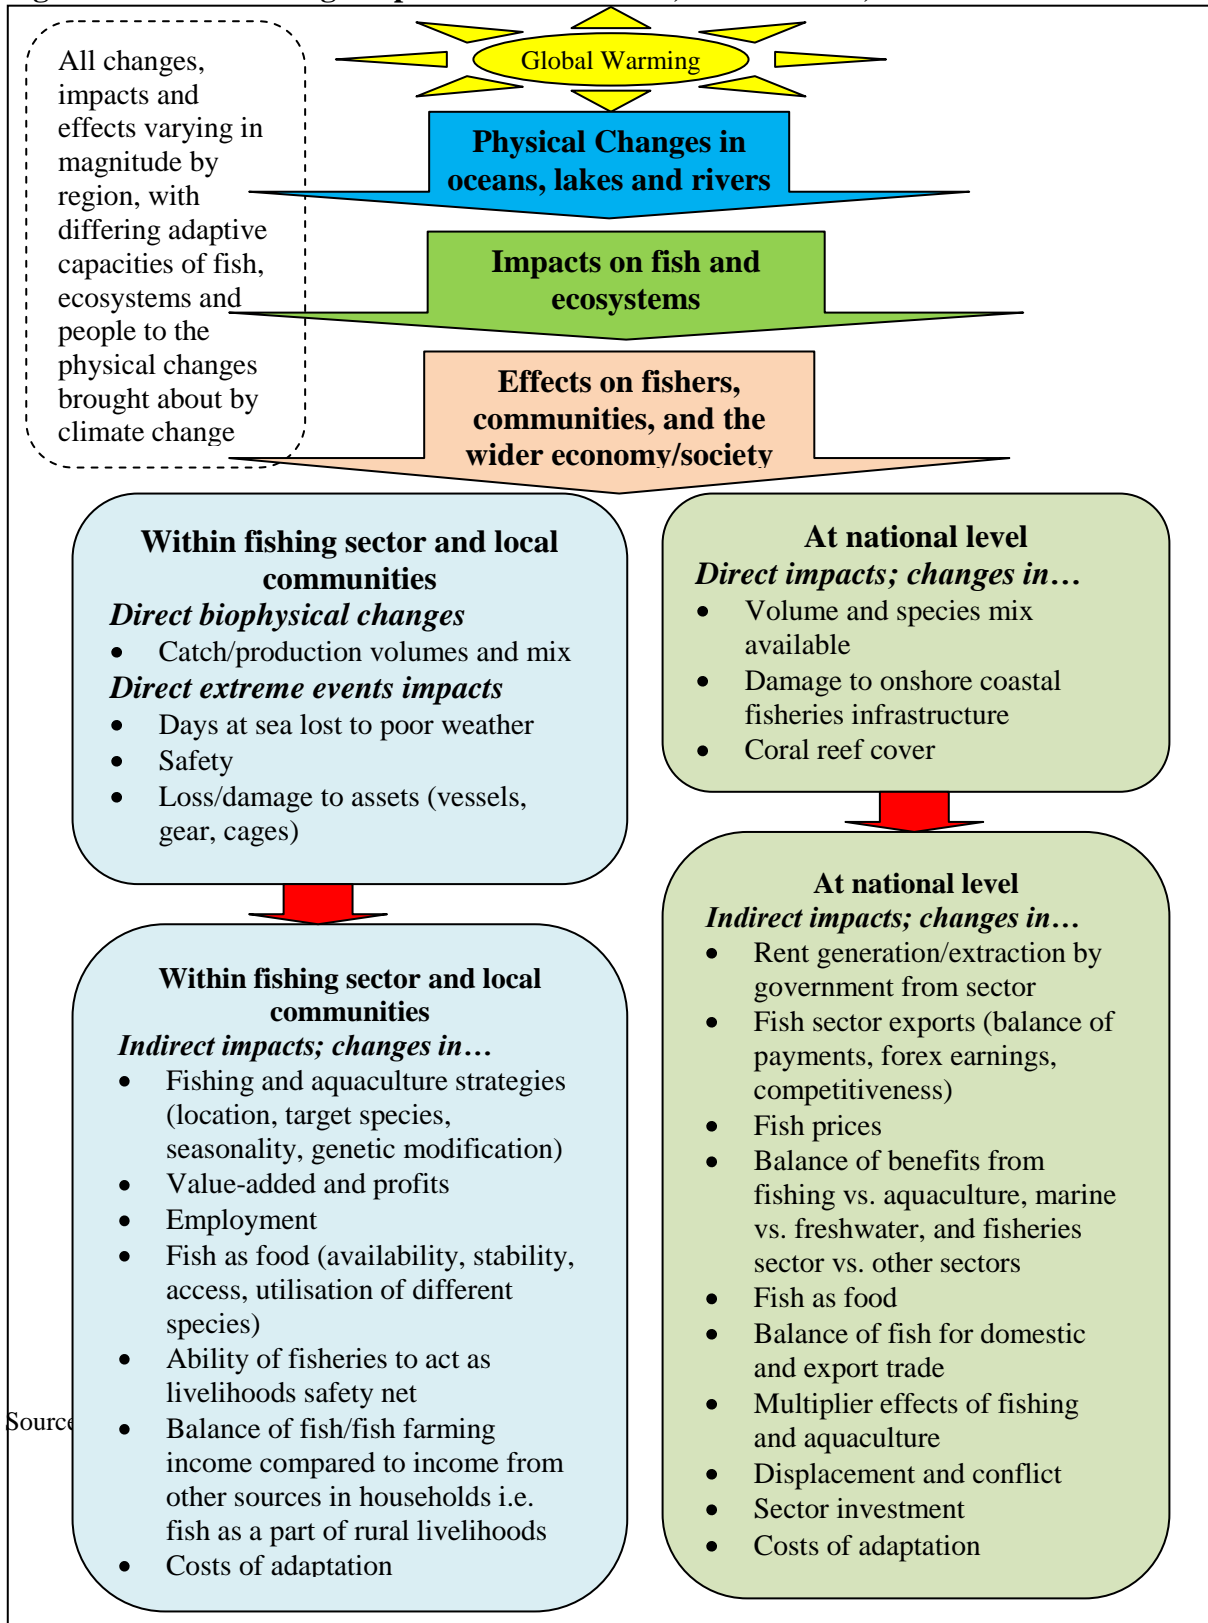 Global Warming
All changes,
impacts and
effects varying in
magnitude by
region, with
differing adaptive
capacities of fish,
ecosystems and
people to the
physical changes
brought about by
climate change
Physical Changes in
oceans, lakes and rivers
Impacts on fish and
ecosystems
Effects on fishers,
communities, and the
wider economy/society
Within fishing sector and local
communities
Direct biophysical changes
• Catch/production volumes and mix
Direct extreme events impacts
• Days at sea lost to poor weather
• Safety
• Loss/damage to assets (vessels,
gear, cages)
At national level
Direct impacts; changes in…
• Volume and species mix
available
• Damage to onshore coastal
fisheries infrastructure
• Coral reef cover
Within fishing sector and local
communities
Indirect impacts; changes in…
• Fishing and aquaculture strategies
(location, target species,
seasonality, genetic modification)
• Value-added and profits
• Employment
• Fish as food (availability, stability,
access, utilisation of different
species)
• Ability of fisheries to act as
livelihoods safety net
• Balance of fish/fish farming
income compared to income from
other sources in households i.e.
fish as a part of rural livelihoods
• Costs of adaptation
At national level
Indirect impacts; changes in…
• Rent generation/extraction by
government from sector
• Fish sector exports (balance of
payments, forex earnings,
competitiveness)
• Fish prices
• Balance of benefits from
fishing vs. aquaculture, marine
vs. freshwater, and fisheries
sector vs. other sectors
• Fish as food
• Balance of fish for domestic
and export trade
• Multiplier effects of fishing
and aquaculture
• Displacement and conflict
• Sector investment
• Costs of adaptation
Source